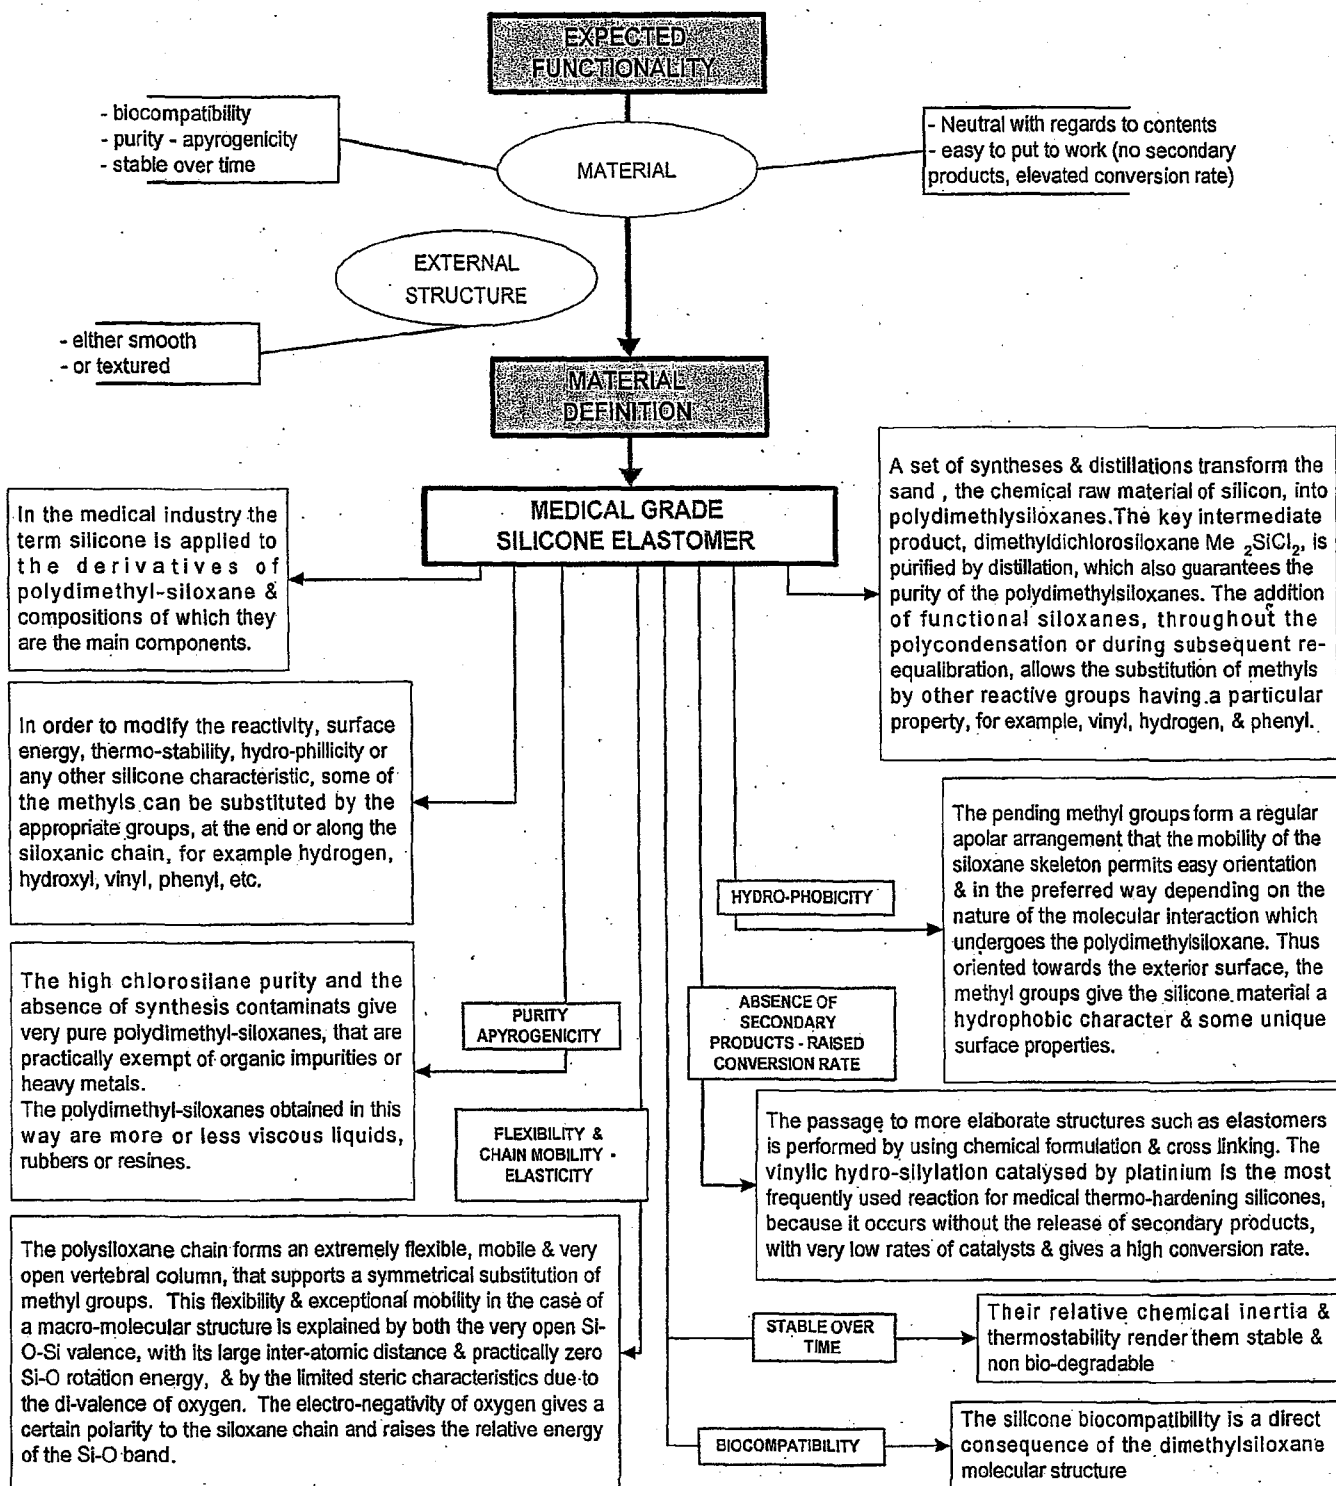 EXPECTED
FUNCTIONALITY
- biocompatibility
- purity - apyrogenicity
- stable over time
MATERIAL
- Neutral with regards to contents
- easy to put to work (no secondary
products, elevated conversion rate)
EXTERNAL
STRUCTURE
- either smooth
- or textured
MATERIAL
DEFINITION
MEDICAL GRADE
SILICONE ELASTOMER
In the medical industry the
term silicone is applied to
the derivatives of
polydimethyl-siloxane &
compositions of which they
are the main components.
A set of syntheses & distillations transform the
sand , the chemical raw material of silicon, into
polydimethlysiloxanes.The key intermediate
product, dimethyldichlorosiloxane Me ₂SiCl₂, is
purified by distillation, which also guarantees the
purity of the polydimethylsiloxanes. The addition
of functional siloxanes, throughout the
polycondensation or during subsequent re-
equalibration, allows the substitution of methyls
by other reactive groups having a particular
property, for example, vinyl, hydrogen, & phenyl.
In order to modify the reactivity, surface
energy, thermo-stability, hydro-phillicity or
any other silicone characteristic, some of
the methyls can be substituted by the
appropriate groups, at the end or along the
siloxanic chain, for example hydrogen,
hydroxyl, vinyl, phenyl, etc.
HYDRO-PHOBICITY
The pending methyl groups form a regular
apolar arrangement that the mobility of the
siloxane skeleton permits easy orientation
& in the preferred way depending on the
nature of the molecular interaction which
undergoes the polydimethylsiloxane. Thus
oriented towards the exterior surface, the
methyl groups give the silicone material a
hydrophobic character & some unique
surface properties.
The high chlorosilane purity and the
absence of synthesis contaminats give
very pure polydimethyl-siloxanes, that are
practically exempt of organic impurities or
heavy metals.
The polydimethyl-siloxanes obtained in this
way are more or less viscous liquids,
rubbers or resines.
PURITY
APYROGENICITY
ABSENCE OF
SECONDARY
PRODUCTS - RAISED
CONVERSION RATE
FLEXIBILITY &
CHAIN MOBILITY -
ELASTICITY
The passage to more elaborate structures such as elastomers
is performed by using chemical formulation & cross linking. The
vinylic hydro-silylation catalysed by platinium is the most
frequently used reaction for medical thermo-hardening silicones,
because it occurs without the release of secondary products,
with very low rates of catalysts & gives a high conversion rate.
The polysiloxane chain forms an extremely flexible, mobile & very
open vertebral column, that supports a symmetrical substitution of
methyl groups. This flexibility & exceptional mobility in the case of
a macro-molecular structure is explained by both the very open Si-
O-Si valence, with its large inter-atomic distance & practically zero
Si-O rotation energy, & by the limited steric characteristics due to
the di-valence of oxygen. The electro-negativity of oxygen gives a
certain polarity to the siloxane chain and raises the relative energy
of the Si-O band.
STABLE OVER
TIME
Their relative chemical inertia &
thermostability render them stable &
non bio-degradable
BIOCOMPATIBILITY
The silicone biocompatibility is a direct
consequence of the dimethylsiloxane
molecular structure